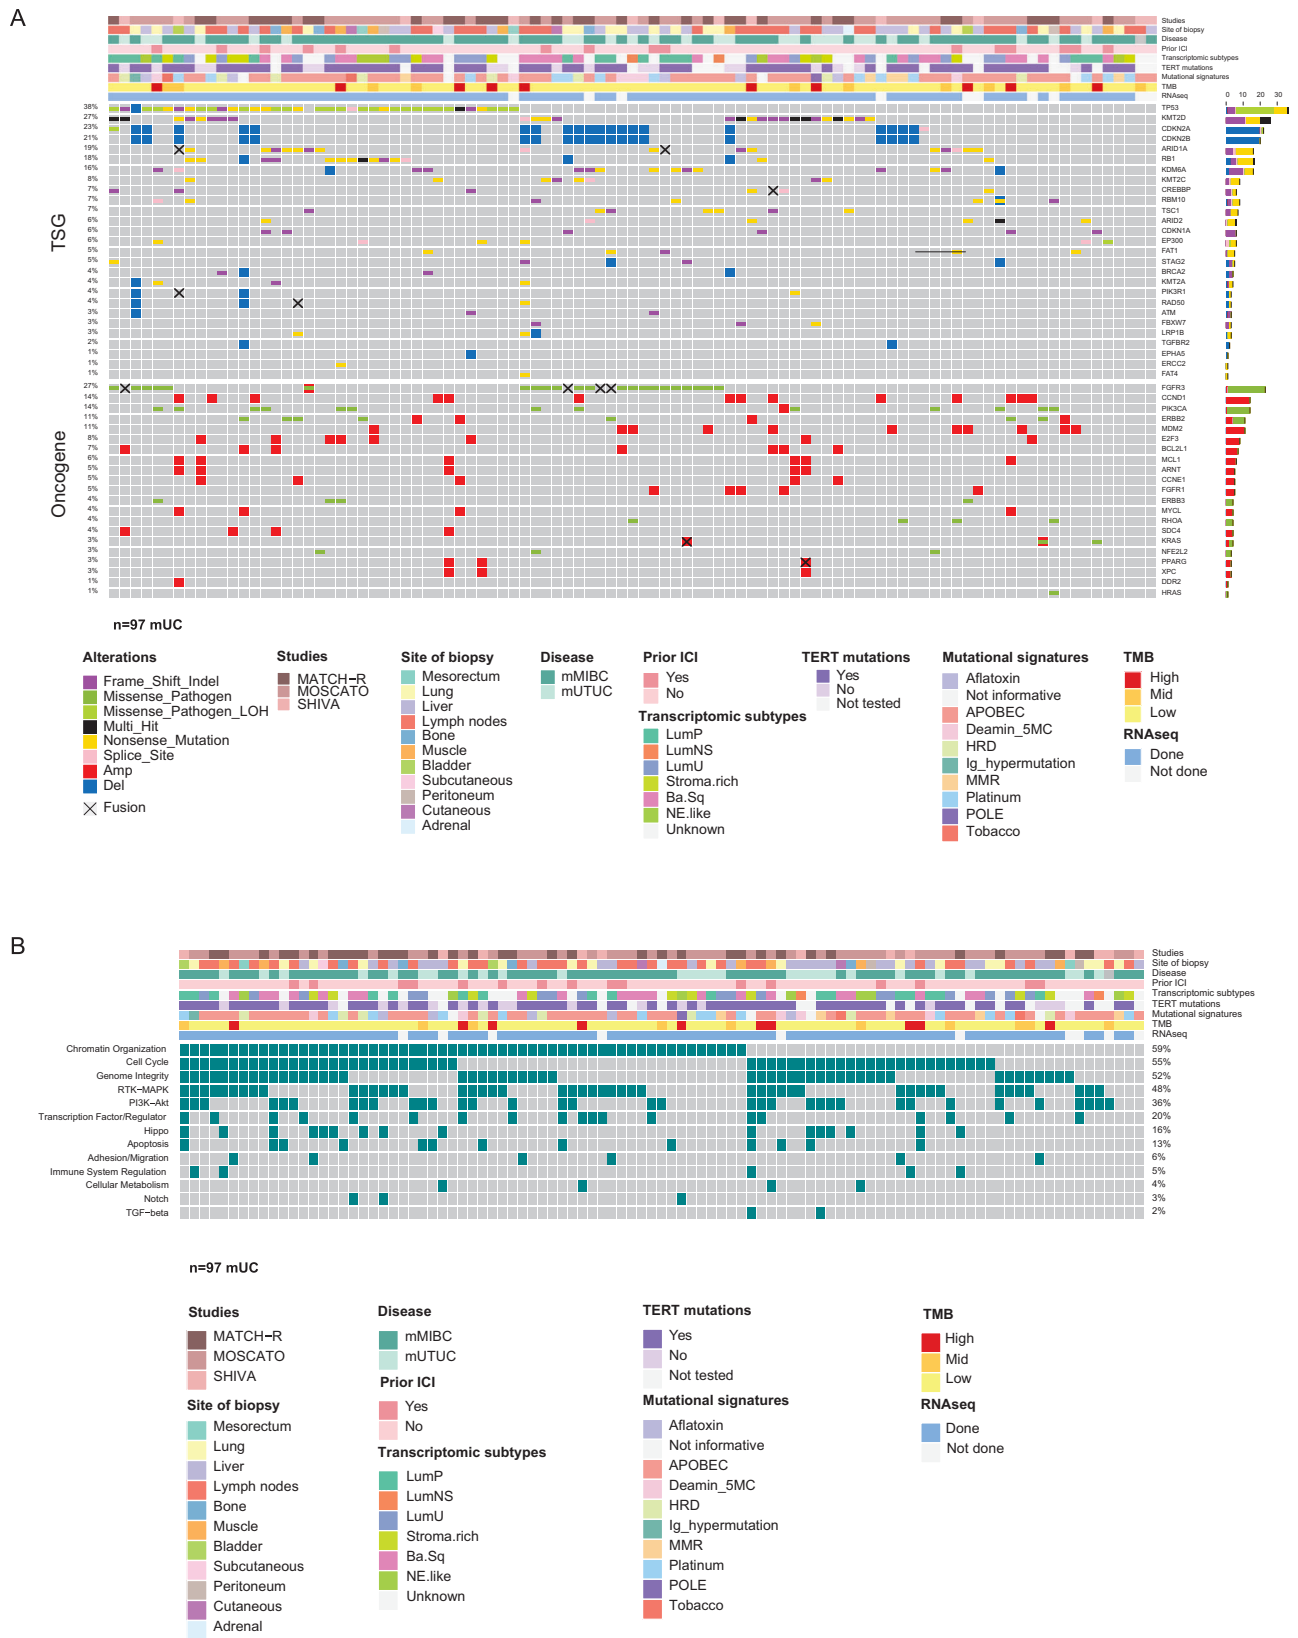 A
Studies
Site of biopsy
Disease
Prior ICI
Transcriptomic subtypes
TERT mutations
Mutational signatures
TMB
RNAseq
0 10 20 30
TSG
38% TP53
27% KMT2D
23% CDKN2A
21% CDKN2B
19% ARID1A
18% RB1
16% KDM6A
8% KMT2C
7% CREBBP
7% RBM10
7% TSC1
6% ARID2
6% CDKN1A
6% EP300
5% FAT1
5% STAG2
4% BRCA2
4% KMT2A
4% PIK3R1
4% RAD50
3% ATM
3% FBXW7
3% LRP1B
2% TGFBR2
1% EPHA5
1% ERCC2
1% FAT4
Oncogene
27% FGFR3
14% CCND1
14% PIK3CA
11% ERBB2
11% MDM2
8% E2F3
7% BCL2L1
6% MCL1
5% ARNT
5% CCNE1
5% FGFR1
4% ERBB3
4% MYCL
4% RHOA
4% SDC4
3% KRAS
3% NFE2L2
3% PPARG
3% XPC
1% DDR2
1% HRAS
n=97 mUC
Alterations
Frame_Shift_Indel
Missense_Pathogen
Missense_Pathogen_LOH
Multi_Hit
Nonsense_Mutation
Splice_Site
Amp
Del
Fusion
Studies
MATCH-R
MOSCATO
SHIVA
Site of biopsy
Mesorectum
Lung
Liver
Lymph nodes
Bone
Muscle
Bladder
Subcutaneous
Peritoneum
Cutaneous
Adrenal
Disease
mMIBC
mUTUC
Prior ICI
Yes
No
Transcriptomic subtypes
LumP
LumNS
LumU
Stroma.rich
Ba.Sq
NE.like
Unknown
TERT mutations
Yes
No
Not tested
Mutational signatures
Aflatoxin
Not informative
APOBEC
Deamin_5MC
HRD
Ig_hypermutation
MMR
Platinum
POLE
Tobacco
TMB
High
Mid
Low
RNAseq
Done
Not done
B
Studies
Site of biopsy
Disease
Prior ICI
Transcriptomic subtypes
TERT mutations
Mutational signatures
TMB
RNAseq
Chromatin Organization 59%
Cell Cycle 55%
Genome Integrity 52%
RTK-MAPK 48%
PI3K-Akt 36%
Transcription Factor/Regulator 20%
Hippo 16%
Apoptosis 13%
Adhesion/Migration 6%
Immune System Regulation 5%
Cellular Metabolism 4%
Notch 3%
TGF-beta 2%
n=97 mUC
Studies
MATCH-R
MOSCATO
SHIVA
Site of biopsy
Mesorectum
Lung
Liver
Lymph nodes
Bone
Muscle
Bladder
Subcutaneous
Peritoneum
Cutaneous
Adrenal
Disease
mMIBC
mUTUC
Prior ICI
Yes
No
Transcriptomic subtypes
LumP
LumNS
LumU
Stroma.rich
Ba.Sq
NE.like
Unknown
TERT mutations
Yes
No
Not tested
Mutational signatures
Aflatoxin
Not informative
APOBEC
Deamin_5MC
HRD
Ig_hypermutation
MMR
Platinum
POLE
Tobacco
TMB
High
Mid
Low
RNAseq
Done
Not done